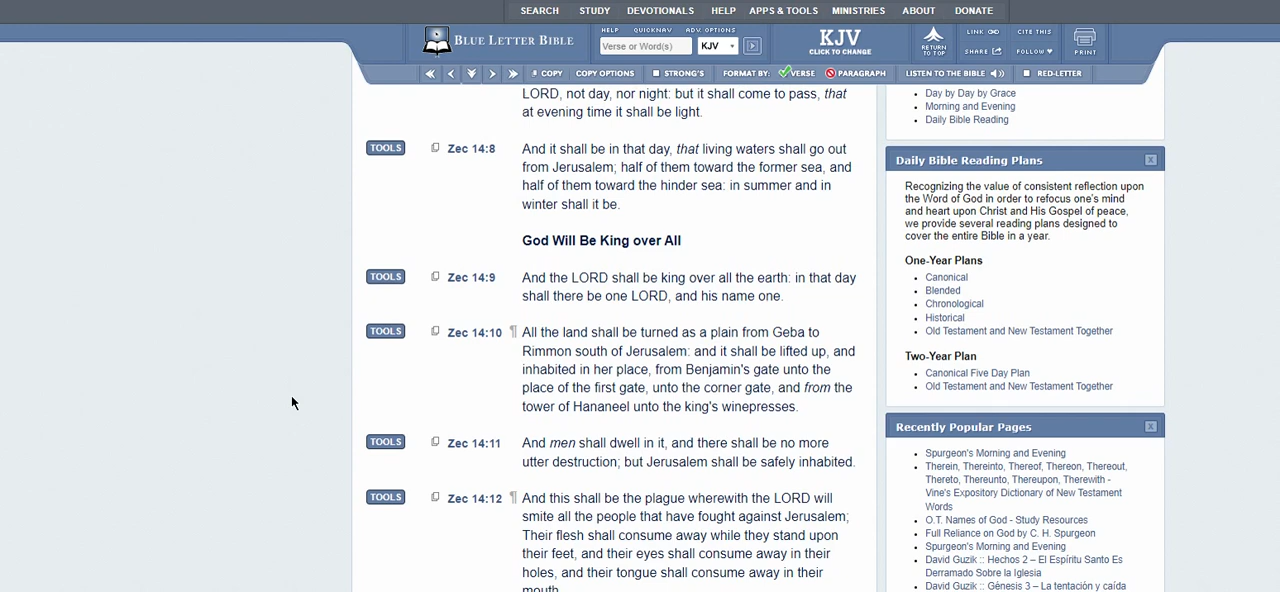 SEARCH STUDY DEVOTIONALS HELP APPS & TOOLS MINISTRIES ABOUT DONATE
BLUE LETTER BIBLE
HELP QUICKNAV ADV. OPTIONS
Verse or Word(s) KJV
KJV
CLICK TO CHANGE
RETURN
TO TOP
LINK CITE THIS
SHARE FOLLOW
PRINT
COPY COPY OPTIONS STRONG'S FORMAT BY: VERSE PARAGRAPH LISTEN TO THE BIBLE RED-LETTER
LORD, not day, nor night: but it shall come to pass, that
at evening time it shall be light.
TOOLS Zec 14:8 And it shall be in that day, that living waters shall go out
from Jerusalem; half of them toward the former sea, and
half of them toward the hinder sea: in summer and in
winter shall it be.
God Will Be King over All
TOOLS Zec 14:9 And the LORD shall be king over all the earth: in that day
shall there be one LORD, and his name one.
TOOLS Zec 14:10 ¶ All the land shall be turned as a plain from Geba to
Rimmon south of Jerusalem: and it shall be lifted up, and
inhabited in her place, from Benjamin's gate unto the
place of the first gate, unto the corner gate, and from the
tower of Hananeel unto the king's winepresses.
TOOLS Zec 14:11 And men shall dwell in it, and there shall be no more
utter destruction; but Jerusalem shall be safely inhabited.
TOOLS Zec 14:12 ¶ And this shall be the plague wherewith the LORD will
smite all the people that have fought against Jerusalem;
Their flesh shall consume away while they stand upon
their feet, and their eyes shall consume away in their
holes, and their tongue shall consume away in their
mouth.
Day by Day by Grace
Morning and Evening
Daily Bible Reading
Daily Bible Reading Plans x
Recognizing the value of consistent reflection upon
the Word of God in order to refocus one's mind
and heart upon Christ and His Gospel of peace,
we provide several reading plans designed to
cover the entire Bible in a year.
One-Year Plans
Canonical
Blended
Chronological
Historical
Old Testament and New Testament Together
Two-Year Plan
Canonical Five Day Plan
Old Testament and New Testament Together
Recently Popular Pages x
Spurgeon's Morning and Evening
Therein, Thereinto, Thereof, Thereon, Thereout,
Thereto, Thereunto, Thereupon, Therewith -
Vine's Expository Dictionary of New Testament
Words
O.T. Names of God - Study Resources
Full Reliance on God by C. H. Spurgeon
Spurgeon's Morning and Evening
David Guzik :: Hechos 2 – El Espíritu Santo Es
Derramado Sobre la Iglesia
David Guzik :: Génesis 3 – La tentación y caída